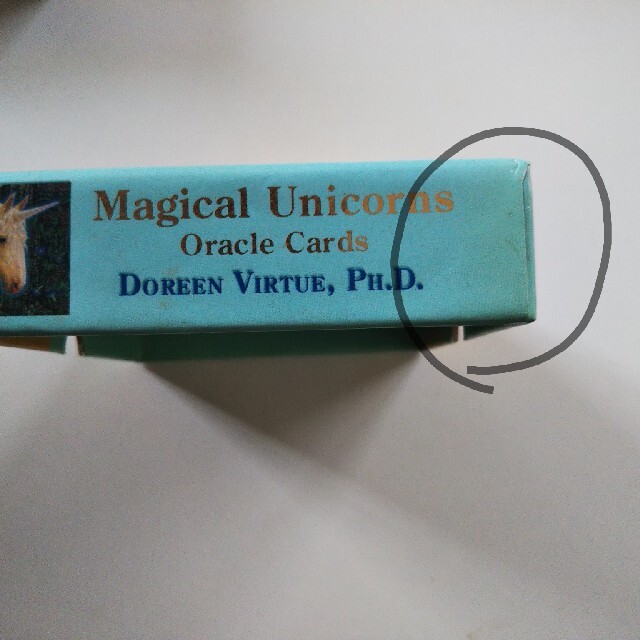 Magical Unicorns
Oracle Cards
DOREEN VIRTUE, PH.D.